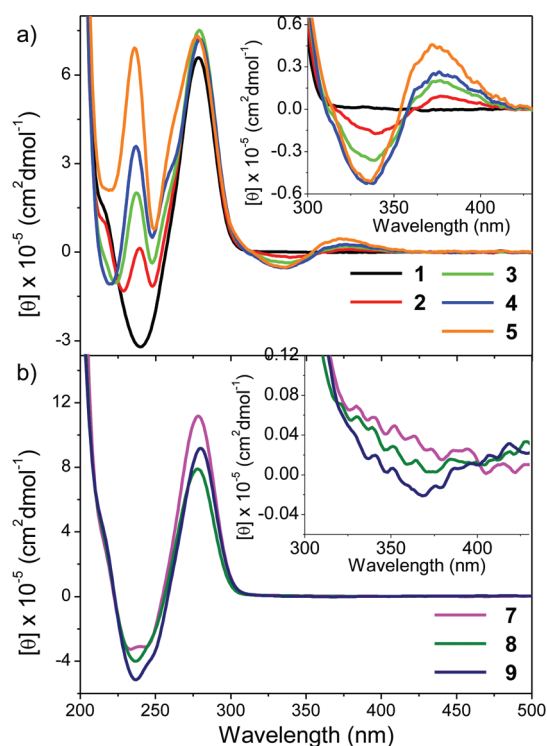 a)
[θ] x 10⁻⁵ (cm²dmol⁻¹)
6
3
0
-3
[θ] x 10⁻⁵ (cm²dmol⁻¹)
0.6
0.3
0.0
-0.3
-0.6
300 350 400
Wavelength (nm)
1 3
2 4
5
b)
[θ] x 10⁻⁵ (cm²dmol⁻¹)
12
8
4
0
-4
[θ] x 10⁻⁵ (cm²dmol⁻¹)
0.12
0.08
0.04
0.00
-0.04
300 350 400
Wavelength (nm)
7
8
9
200 250 300 350 400 450 500
Wavelength (nm)